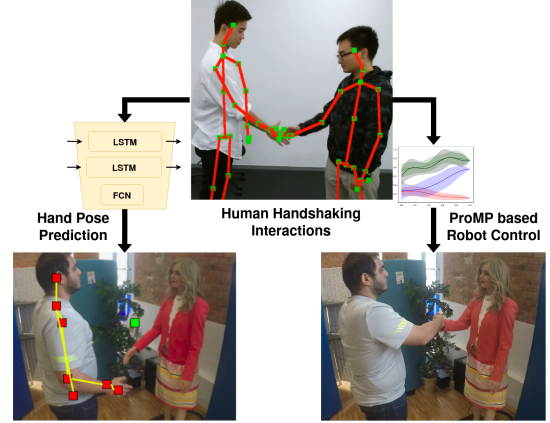 LSTM
LSTM
FCN
Hand Pose
Prediction
Human Handshaking
Interactions
ProMP based
Robot Control